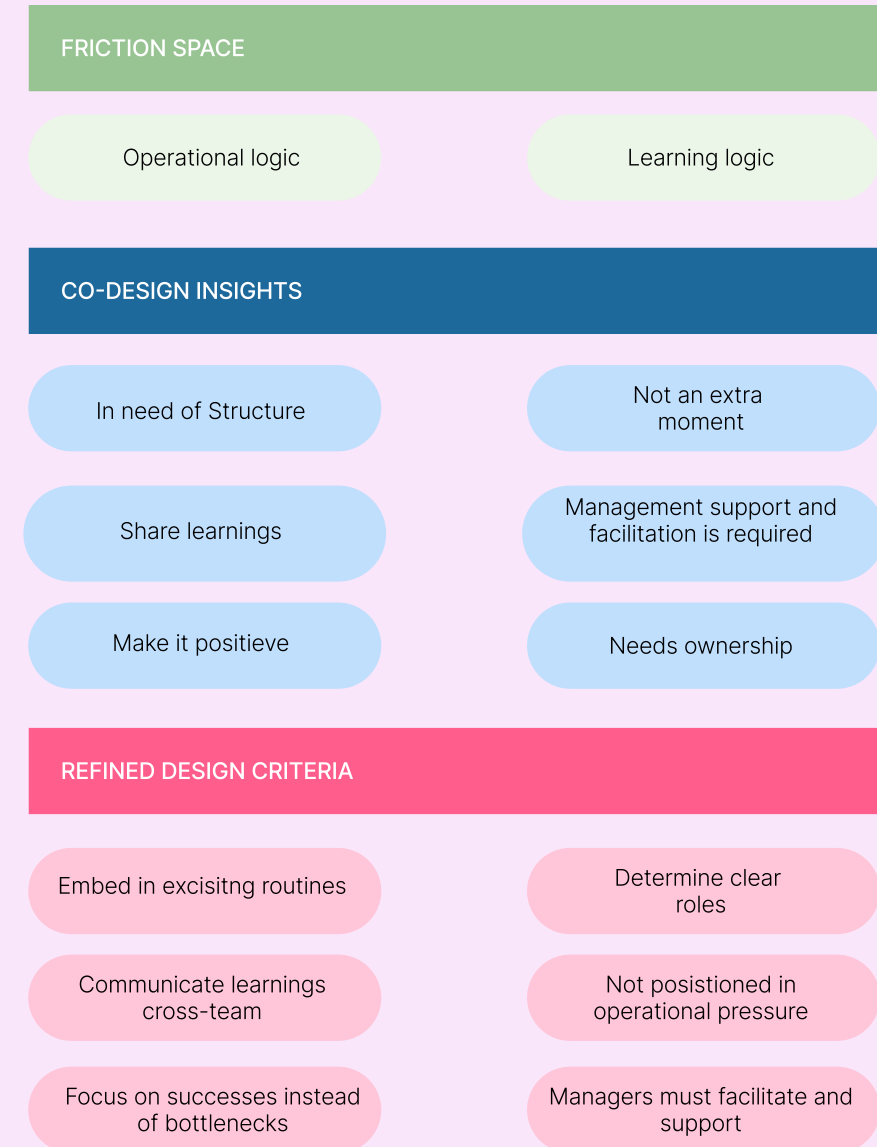 FRICTION SPACE
Operational logic
Learning logic
CO-DESIGN INSIGHTS
In need of Structure
Not an extra
moment
Share learnings
Management support and
facilitation is required
Make it positieve
Needs ownership
REFINED DESIGN CRITERIA
Embed in excisitng routines
Determine clear
roles
Communicate learnings
cross-team
Not posistioned in
operational pressure
Focus on successes instead
of bottlenecks
Managers must facilitate and
support